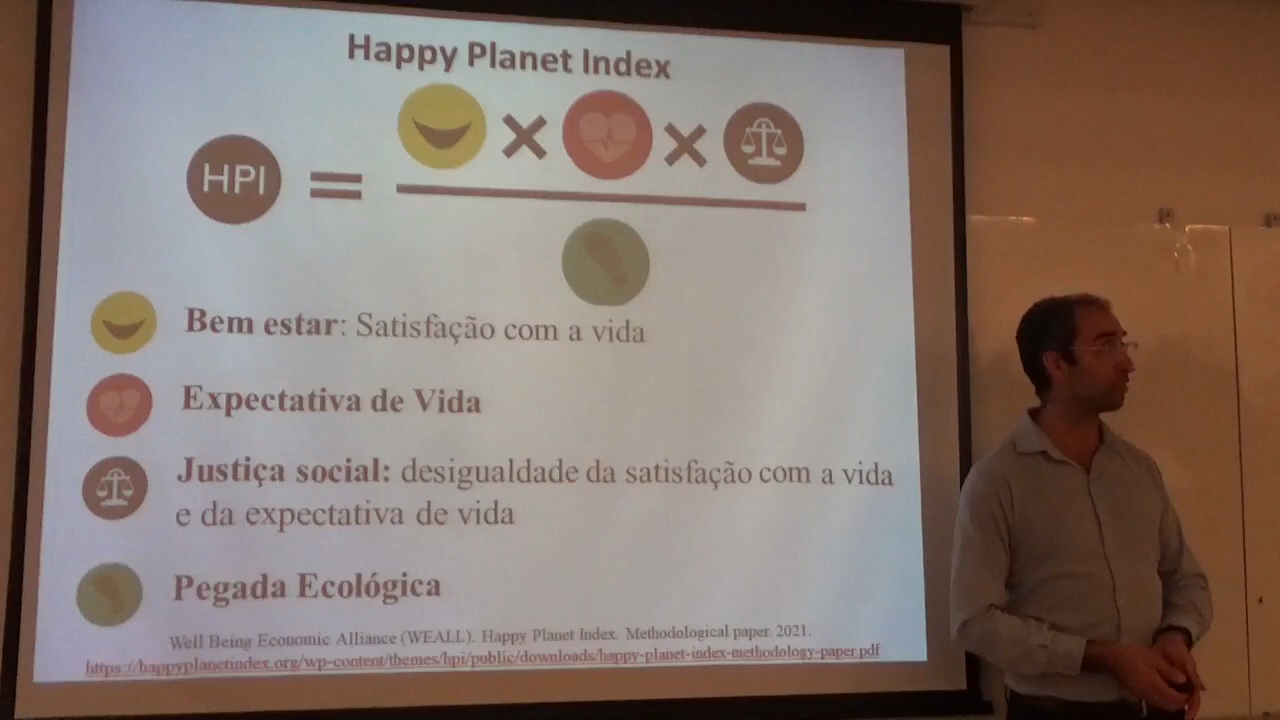 Happy Planet Index
HPI
Bem estar: Satisfação com a vida
Expectativa de Vida
Justiça social: desigualdade da satisfação com a vida
e da expectativa de vida
Pegada Ecológica
Well Being Economic Alliance (WEALL). Happy Planet Index. Methodological paper. 2021.
https://happyplanetindex.org/wp-content/themes/hpi/public/downloads/happy-planet-index-methodology-paper.pdf